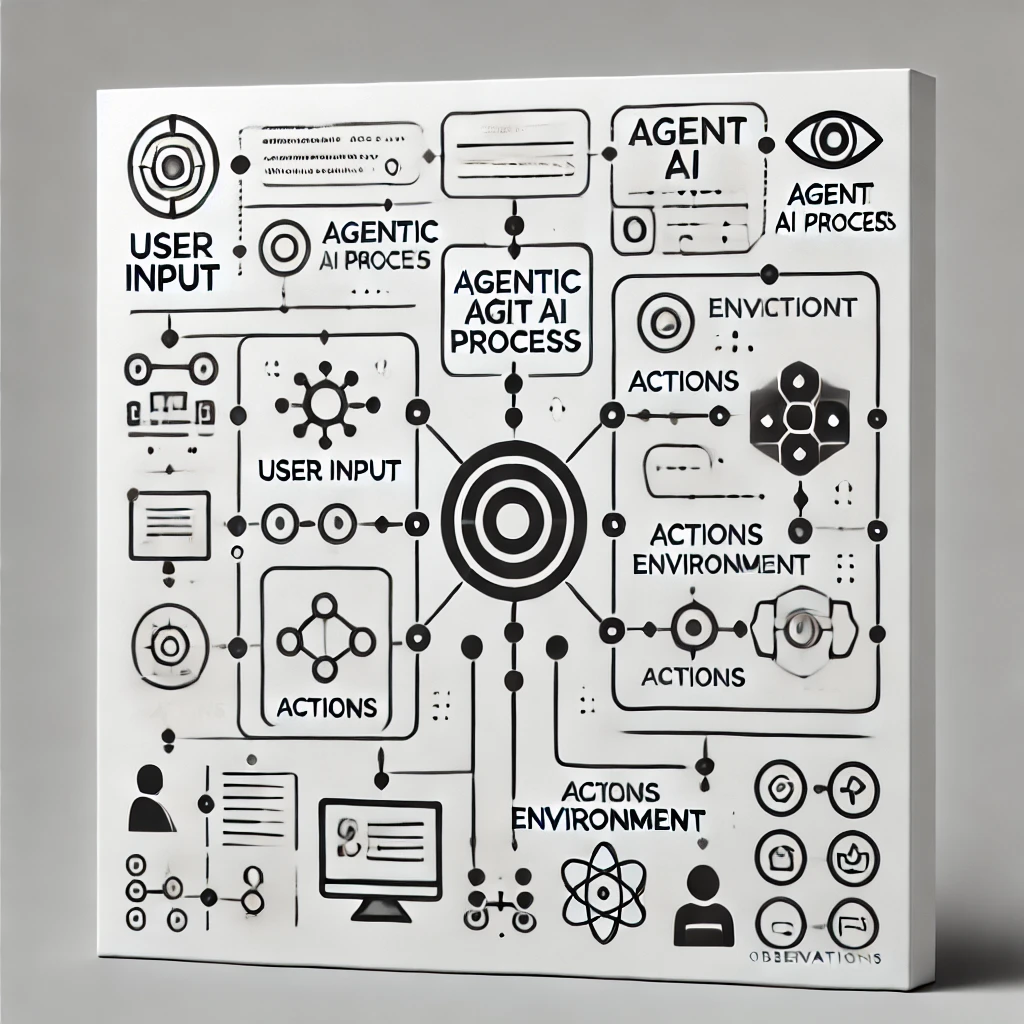 USER
INPUT
AGENTIC
AI PROCES
AGENTIC
AGIT AI
PROCESS
AGENT
AI
AGENT
AI PROCESS
USER INPUT
ACTIONS
ENVICTIONT
ACTIONS
ACTIONS
ENVIRONMENT
ACTIONS
ACTIONS
ENVIRONMENT
OBSERVATIONS